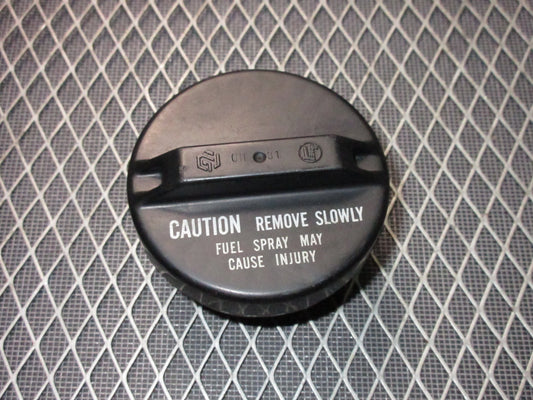 CAUTION REMOVE SLOWLY
FUEL SPRAY MAY
CAUSE INJURY